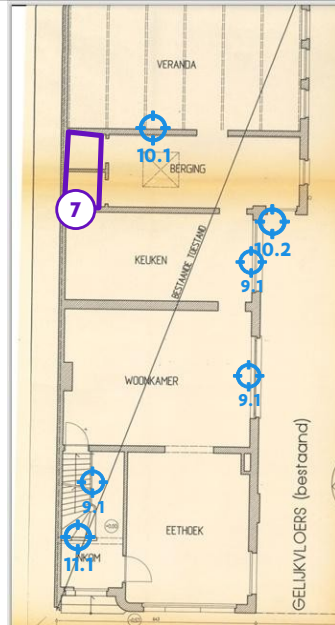 VERANDA
10.1
BERGING
7
10.2
KEUKEN
9.1
BESTAANDE TOESTAND
WOONKAMER
9.1
GELIJKVLOERS (bestaand)
9.1
EETHOEK
11.1
INKOM